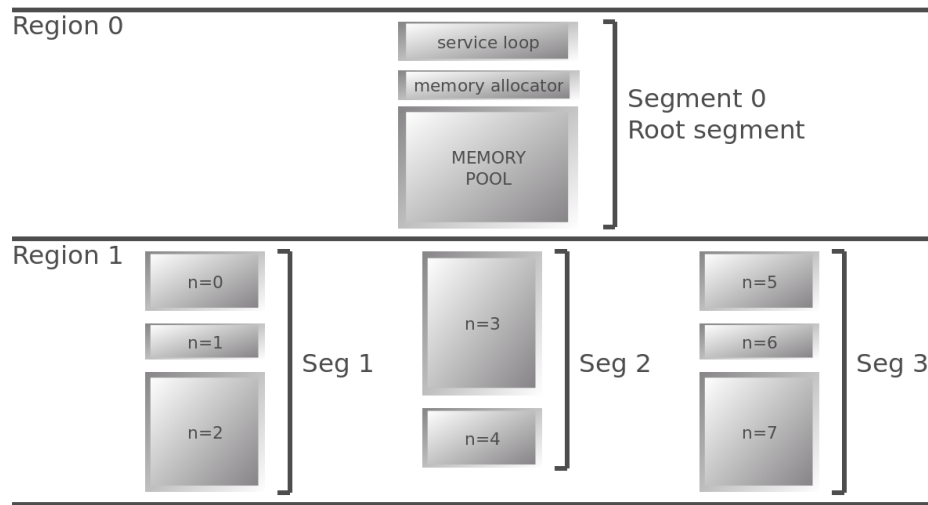 Region 0
service loop
memory allocator
MEMORY
POOL
Segment 0
Root segment
Region 1
n=0
n=1
n=2
Seg 1
n=3
n=4
Seg 2
n=5
n=6
n=7
Seg 3